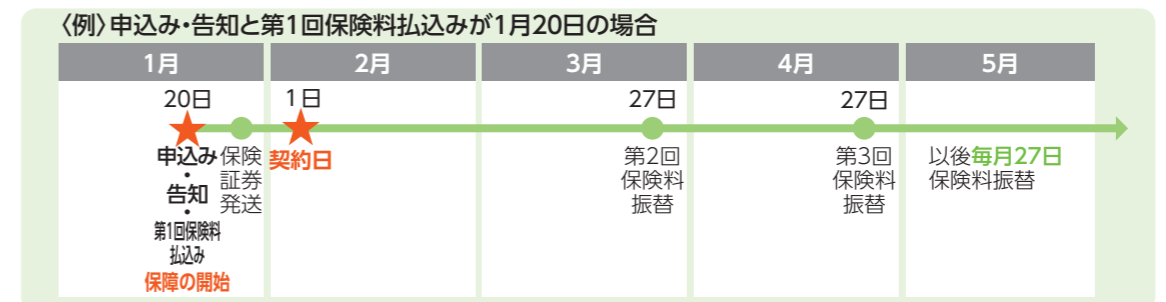 〈例〉申込み・告知と第1回保険料払込みが1月20日の場合
1月
2月
3月
4月
5月
20日
1日
27日
27日
申込み
・
告知
・
第1回保険料
払込み
保障の開始
保険
証券
発送
契約日
第2回
保険料
振替
第3回
保険料
振替
以後毎月27日
保険料振替